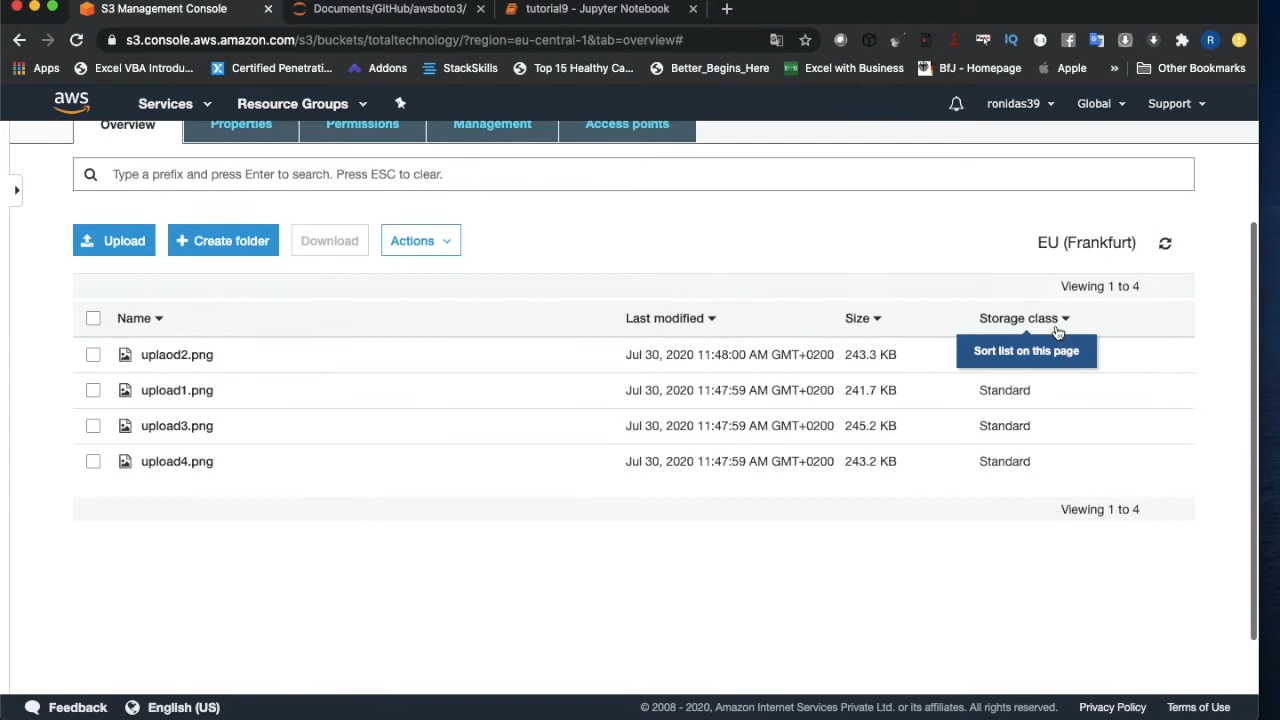 S3 Management Console
Documents/GitHub/awsboto3/
tutorial9 - Jupyter Notebook
s3.console.aws.amazon.com/s3/buckets/totaltechnology/?region=eu-central-1&tab=overview#
Apps Excel VBA Introdu... Certified Penetrati... Addons StackSkills Top 15 Healthy Ca... Better_Begins_Here Excel with Business BfJ - Homepage Apple » Other Bookmarks
aws Services Resource Groups ronidas39 Global Support
Overview Properties Permissions Management Access points
Type a prefix and press Enter to search. Press ESC to clear.
Upload + Create folder Download Actions EU (Frankfurt)
Viewing 1 to 4
Name Last modified Size Storage class
Sort list on this page
uplaod2.png Jul 30, 2020 11:48:00 AM GMT+0200 243.3 KB
upload1.png Jul 30, 2020 11:47:59 AM GMT+0200 241.7 KB Standard
upload3.png Jul 30, 2020 11:47:59 AM GMT+0200 245.2 KB Standard
upload4.png Jul 30, 2020 11:47:59 AM GMT+0200 243.2 KB Standard
Viewing 1 to 4
Feedback English (US) © 2008 - 2020, Amazon Internet Services Private Ltd. or its affiliates. All rights reserved. Privacy Policy Terms of Use